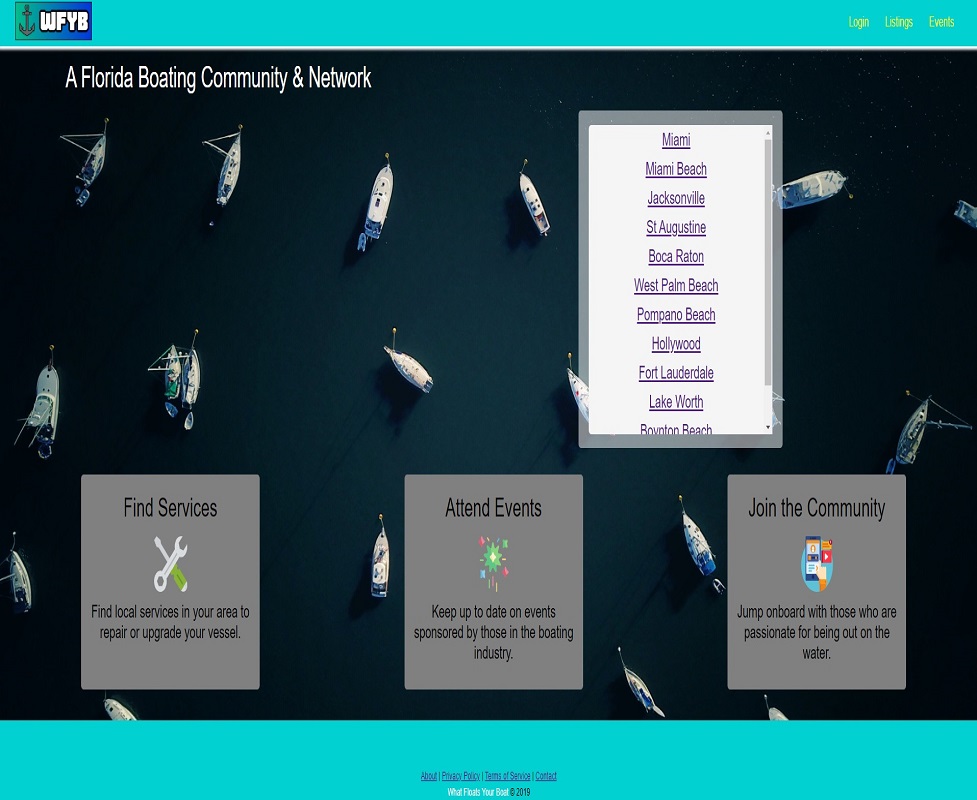 WFYB
Login Listings Events
A Florida Boating Community & Network
Miami
Miami Beach
Jacksonville
St Augustine
Boca Raton
West Palm Beach
Pompano Beach
Hollywood
Fort Lauderdale
Lake Worth
Boynton Beach
Find Services
Find local services in your area to
repair or upgrade your vessel.
Attend Events
Keep up to date on events
sponsored by those in the boating
industry.
Join the Community
Jump onboard with those who are
passionate for being out on the
water.
About | Privacy Policy | Terms of Service | Contact
What Floats Your Boat © 2019